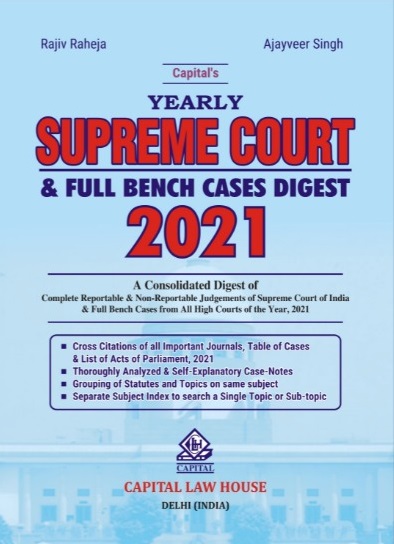 Rajiv Raheja
Ajayveer Singh
Capital's
YEARLY
SUPREME COURT
& FULL BENCH CASES DIGEST
2021
A Consolidated Digest of
Complete Reportable & Non-Reportable Judgements of Supreme Court of India
& Full Bench Cases from All High Courts of the Year, 2021
■ Cross Citations of all Important Journals, Table of Cases
& List of Acts of Parliament, 2021
■ Thoroughly Analyzed & Self-Explanatory Case-Notes
■ Grouping of Statutes and Topics on same subject
■ Separate Subject Index to search a Single Topic or Sub-topic
CAPITAL
CAPITAL LAW HOUSE
DELHI (INDIA)